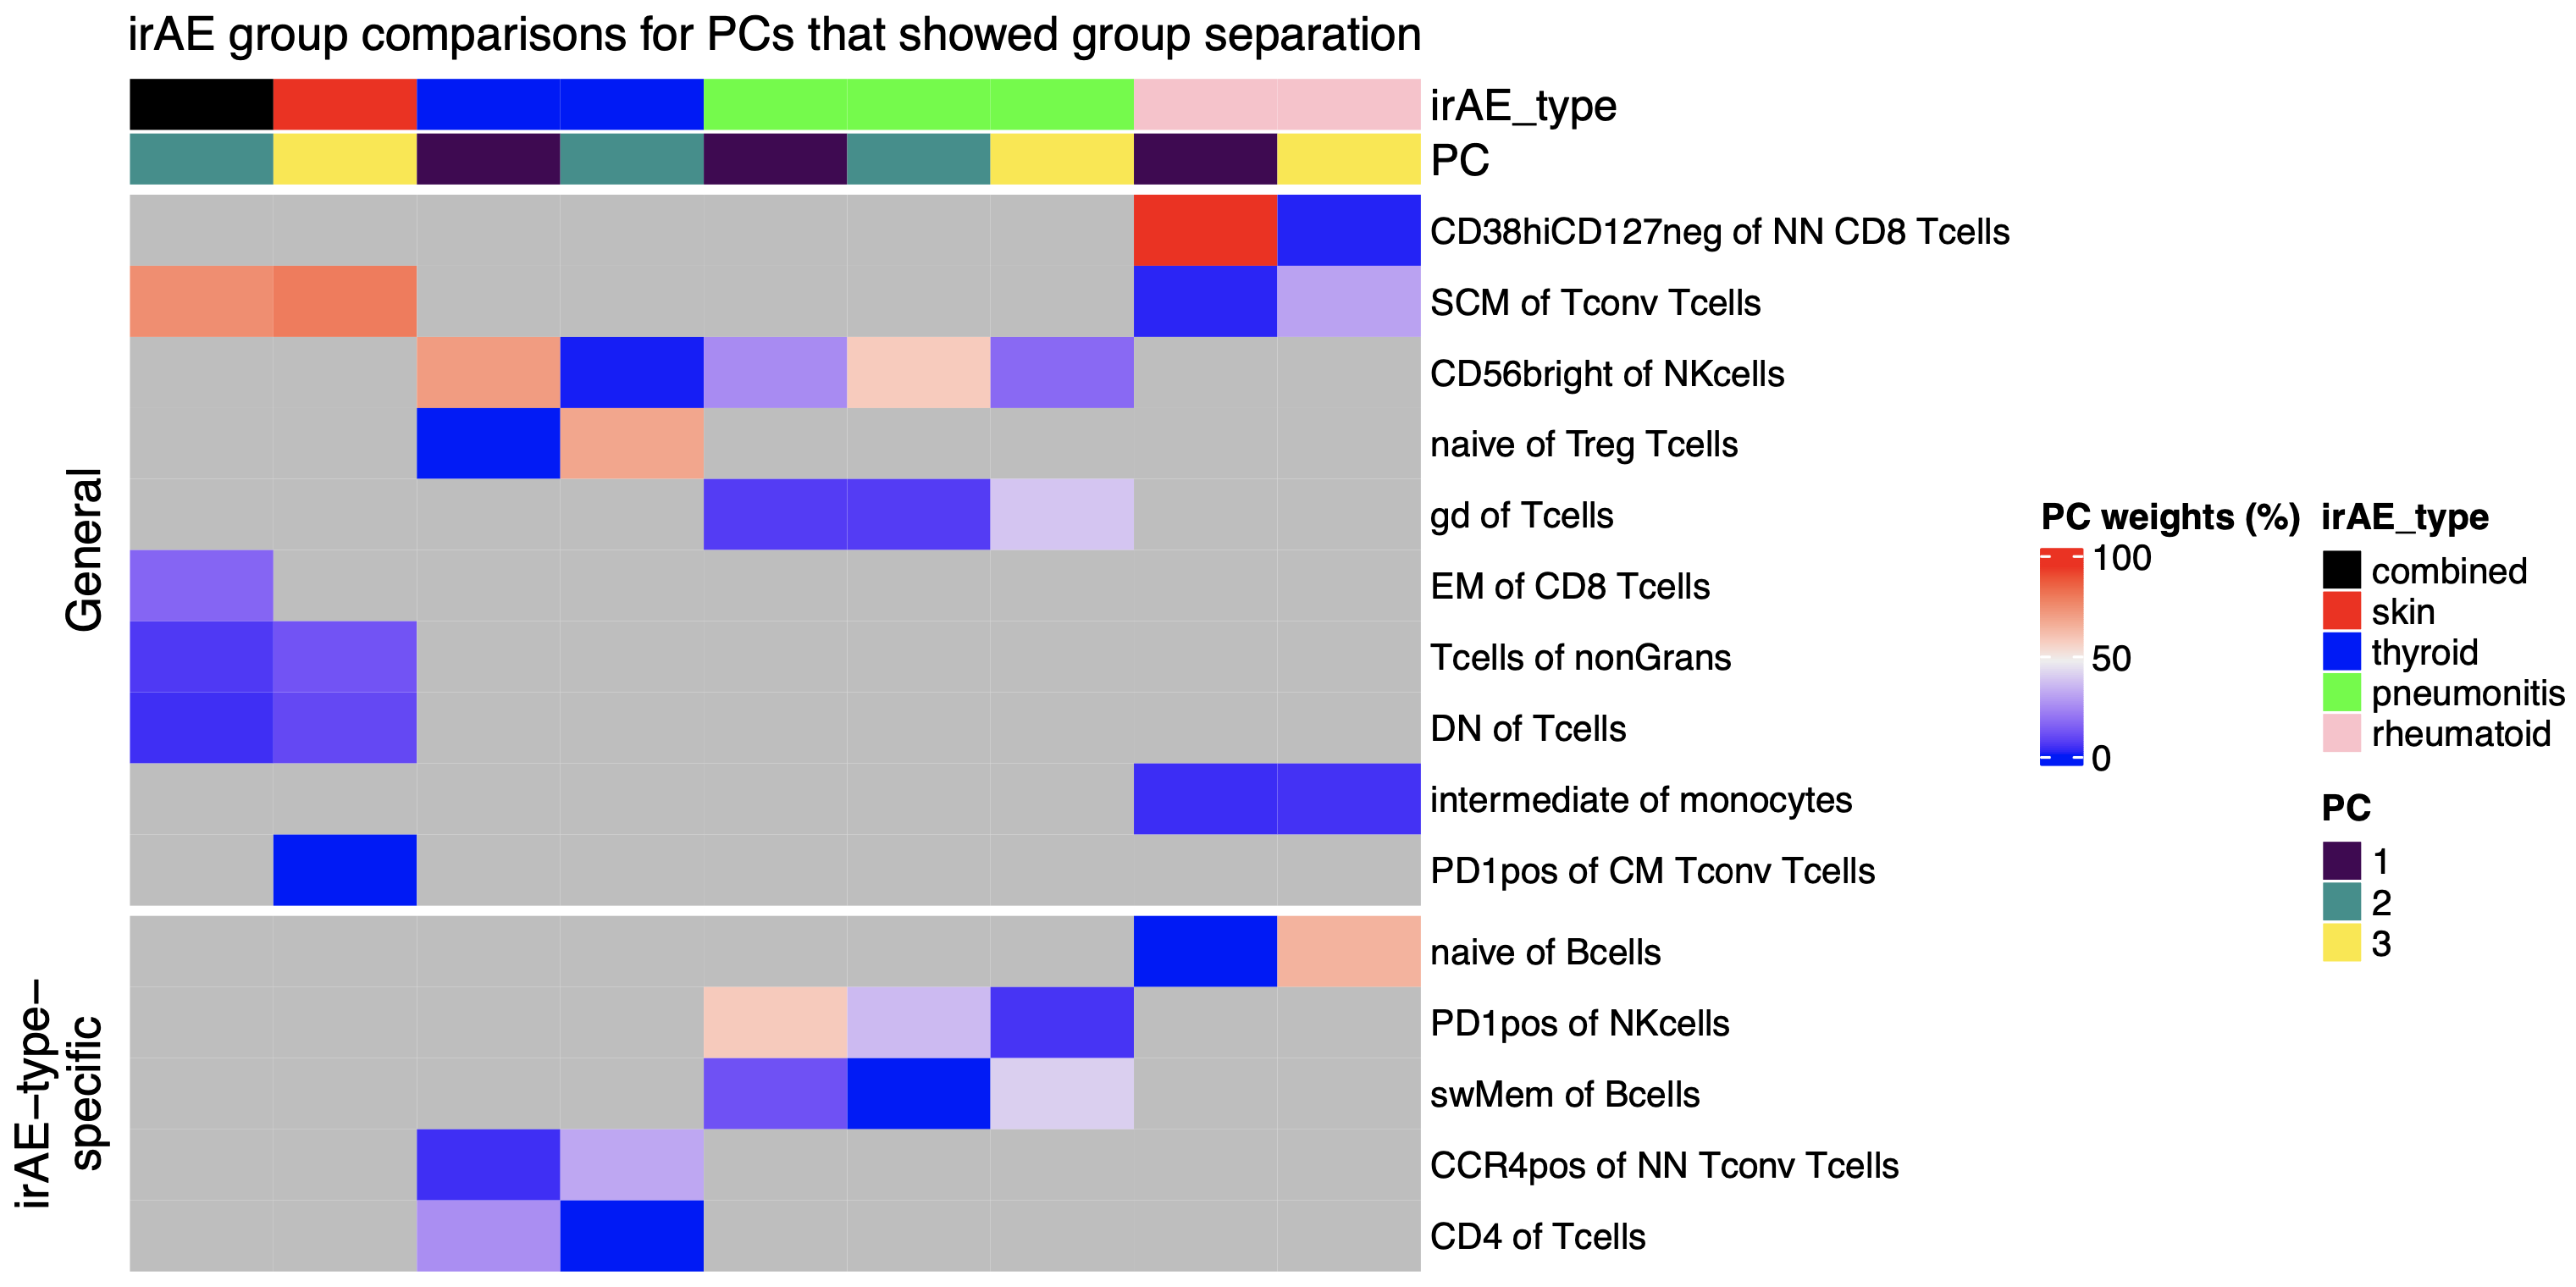 irAE group comparisons for PCs that showed group separation
irAE_type
PC
General
CD38hiCD127neg of NN CD8 Tcells
SCM of Tconv Tcells
CD56bright of NKcells
naive of Treg Tcells
gd of Tcells
EM of CD8 Tcells
Tcells of nonGrans
DN of Tcells
intermediate of monocytes
PD1pos of CM Tconv Tcells
irAE–type–
specific
naive of Bcells
PD1pos of NKcells
swMem of Bcells
CCR4pos of NN Tconv Tcells
CD4 of Tcells
PC weights (%)
100
50
0
irAE_type
combined
skin
thyroid
pneumonitis
rheumatoid
PC
1
2
3